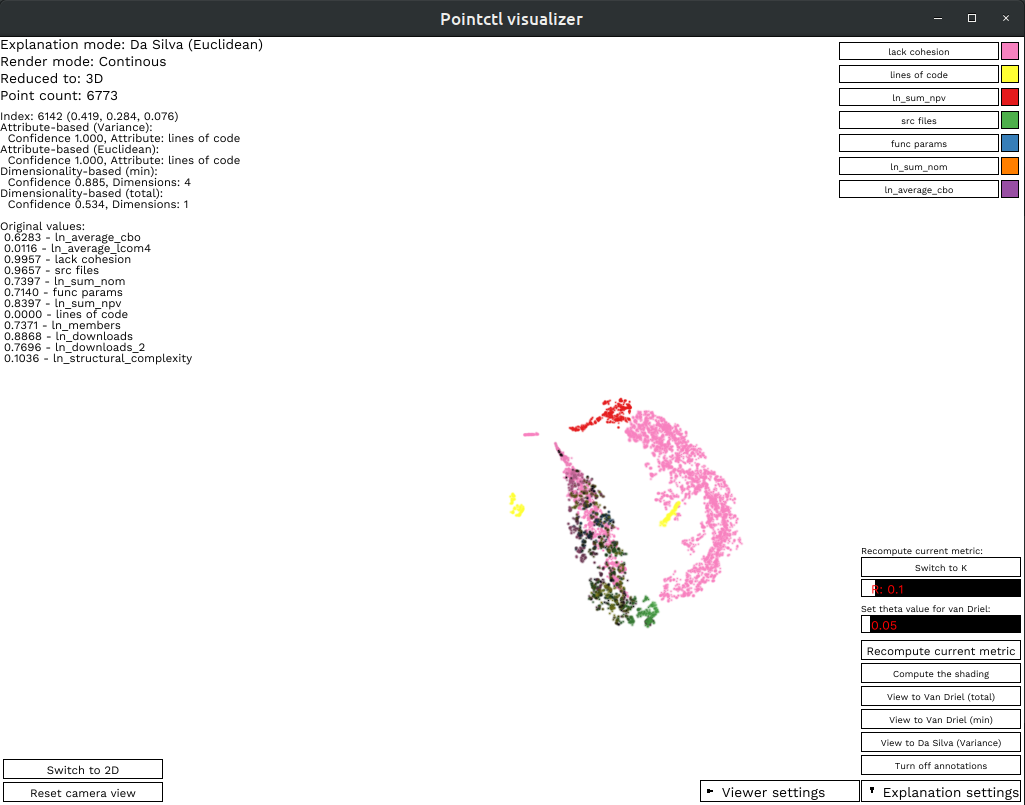 Pointctl visualizer
Explanation mode: Da Silva (Euclidean)
Render mode: Continous
Reduced to: 3D
Point count: 6773
Index: 6142 (0.419, 0.284, 0.076)
Attribute-based (Variance):
Confidence 1.000, Attribute: lines of code
Attribute-based (Euclidean):
Confidence 1.000, Attribute: lines of code
Dimensionality-based (min):
Confidence 0.885, Dimensions: 4
Dimensionality-based (total):
Confidence 0.534, Dimensions: 1
Original values:
0.6283 - ln_average_cbo
0.0116 - ln_average_lcom4
0.9957 - lack cohesion
0.9657 - src files
0.7397 - ln_sum_nom
0.7140 - func params
0.8397 - ln_sum_npv
0.0000 - lines of code
0.7371 - ln_members
0.8868 - ln_downloads
0.7696 - ln_downloads_2
0.1036 - ln_structural_complexity
lack cohesion
lines of code
ln_sum_npv
src files
func params
ln_sum_nom
ln_average_cbo
Recompute current metric:
Switch to K
R: 0.1
Set theta value for van Driel:
0.05
Recompute current metric
Compute the shading
View to Van Driel (total)
View to Van Driel (min)
View to Da Silva (Variance)
Turn off annotations
Switch to 2D
Reset camera view
Viewer settings
Explanation settings